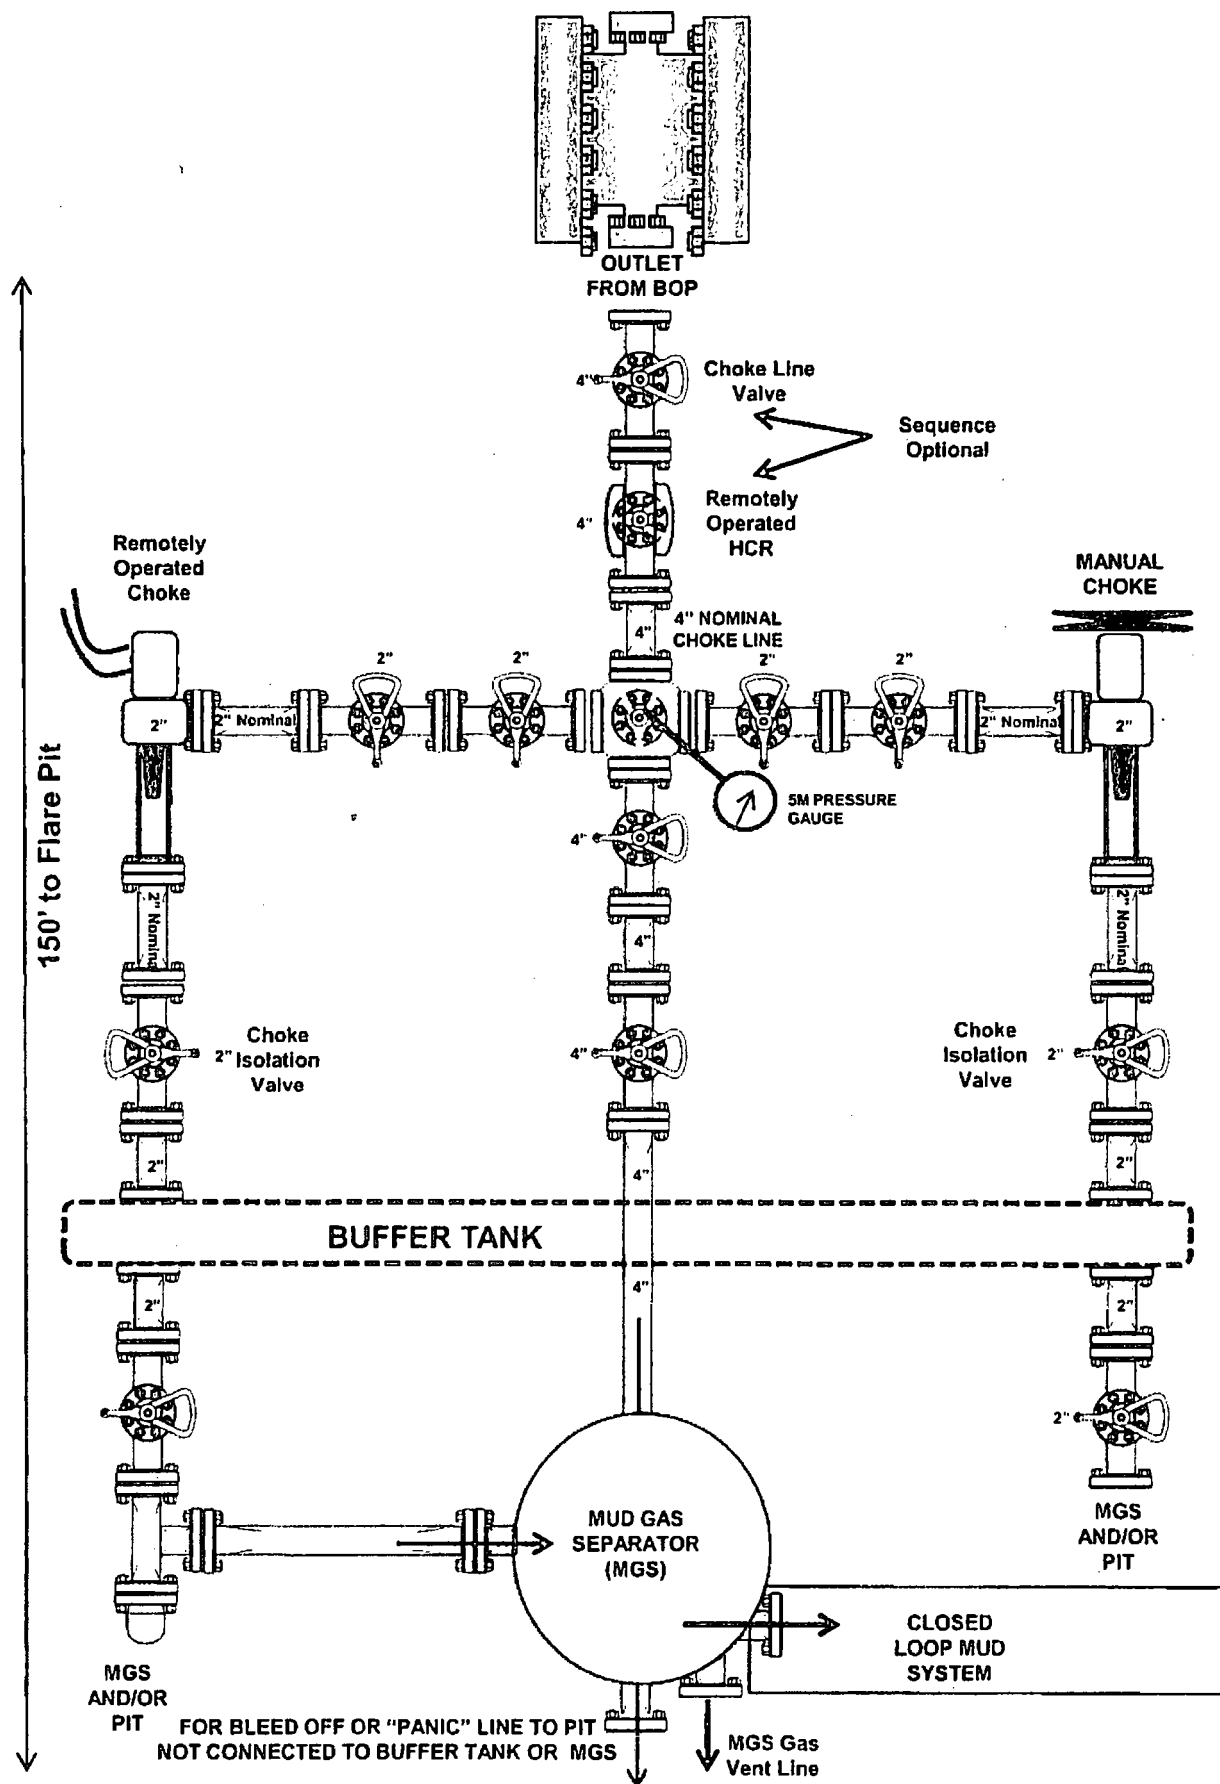 OUTLET
FROM BOP
4"
Choke Line
Valve
Sequence
Optional
4"
Remotely
Operated
HCR
Remotely
Operated
Choke
MANUAL
CHOKE
4"
4" NOMINAL
CHOKE LINE
2"
2"
2"
2"
2"
2" Nominal
2" Nominal
2"
5M PRESSURE
GAUGE
4"
150' to Flare Pit
2" Nominal
4"
2" Nominal
2"
Choke
Isolation
Valve
4"
Choke
Isolation
Valve
2"
2"
4"
2"
BUFFER TANK
2"
4"
2"
2"
MUD GAS
SEPARATOR
(MGS)
MGS
AND/OR
PIT
CLOSED
LOOP MUD
SYSTEM
MGS
AND/OR
PIT
FOR BLEED OFF OR "PANIC" LINE TO PIT
NOT CONNECTED TO BUFFER TANK OR MGS
MGS Gas
Vent Line